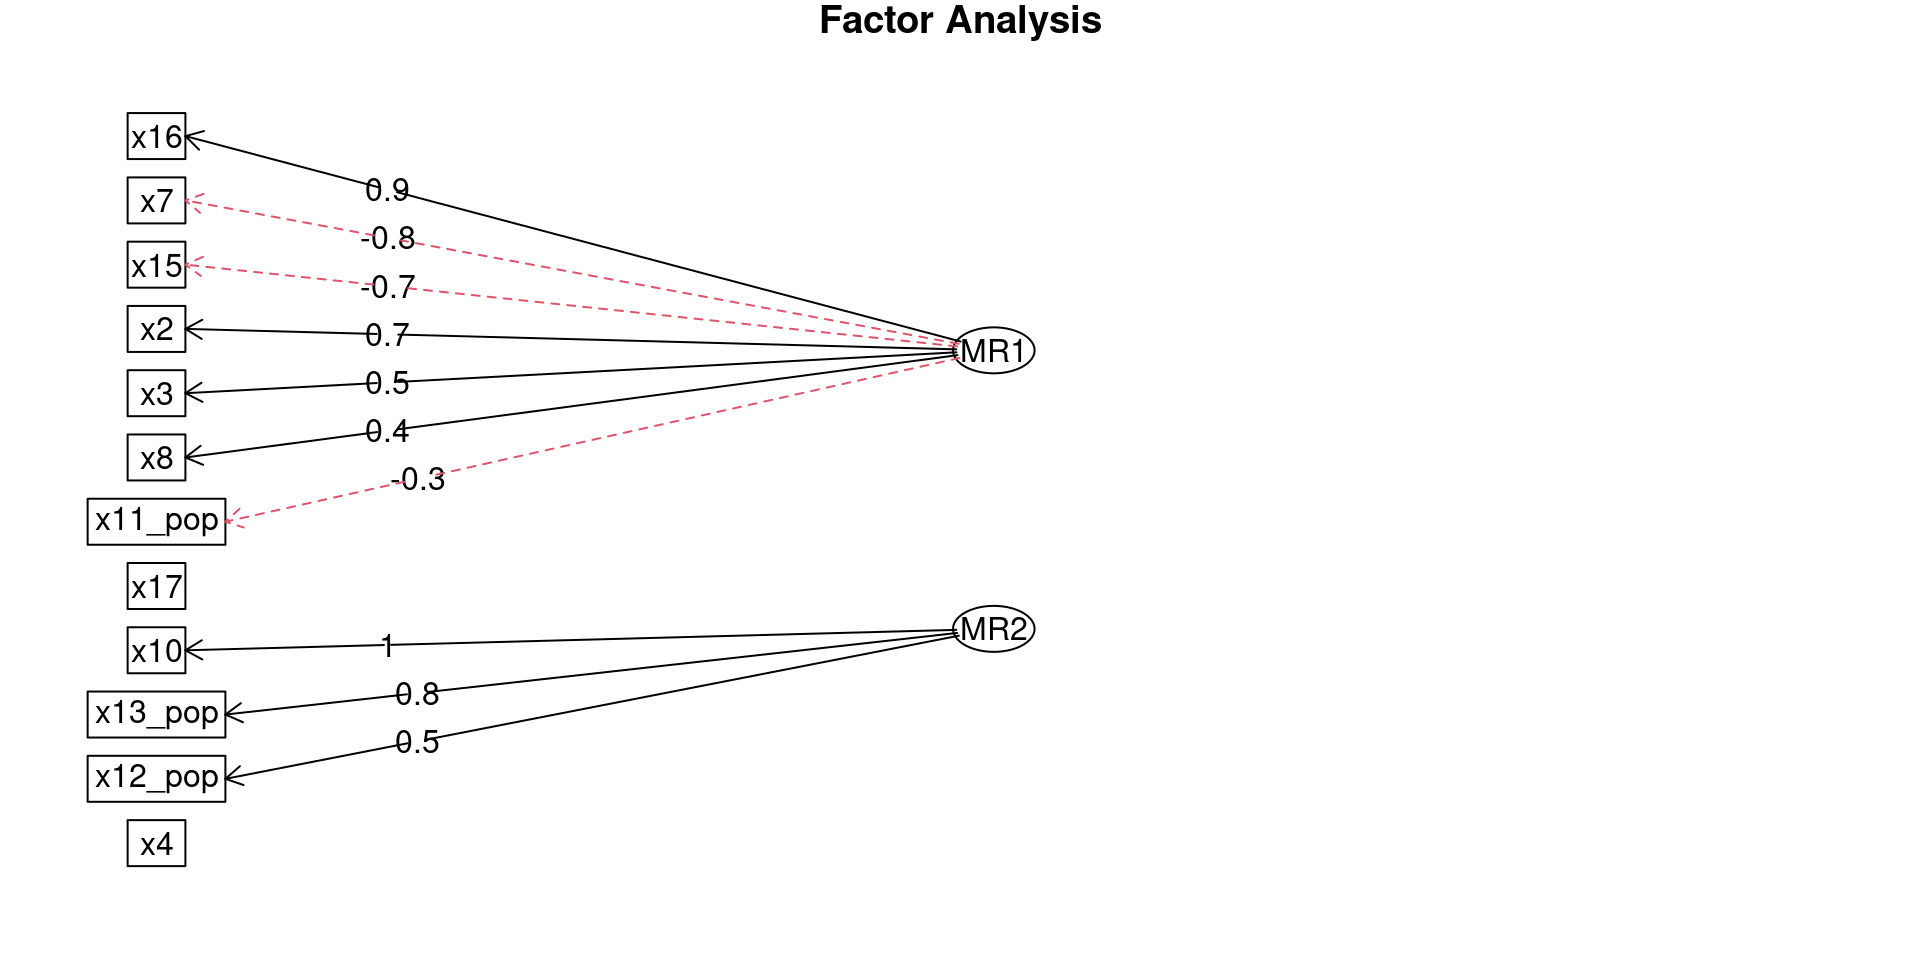 Factor Analysis
x16
0.9
x7
-0.8
x15
-0.7
x2
0.7
MR1
x3
0.5
x8
0.4
x11_pop
-0.3
x17
x10
1
MR2
x13_pop
0.8
x12_pop
0.5
x4